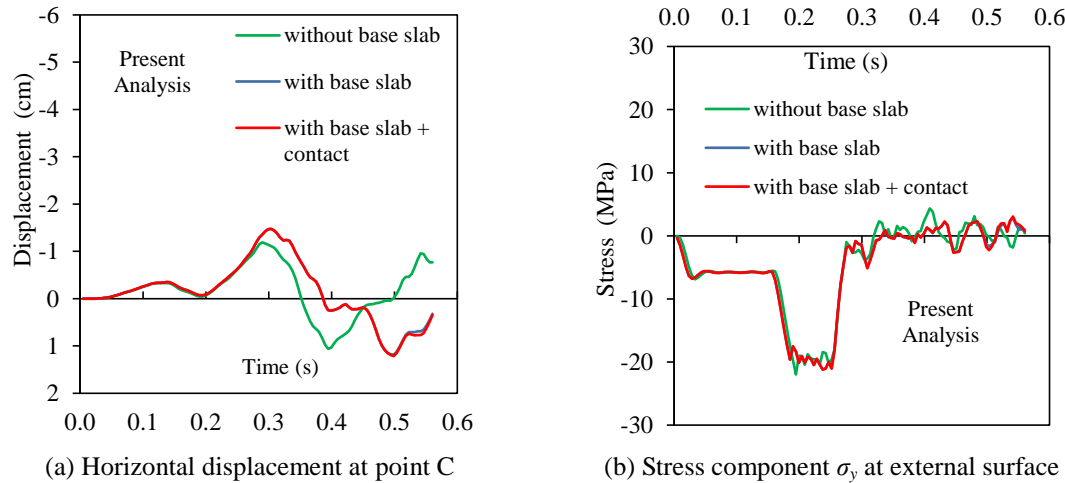 -6
-5
-4
-3
-2
-1
0
1
2
Displacement (cm)
Present
Analysis
without base slab
with base slab
with base slab +
contact
Time (s)
0.0 0.1 0.2 0.3 0.4 0.5 0.6
(a) Horizontal displacement at point C
0.0 0.1 0.2 0.3 0.4 0.5 0.6
Time (s)
30
20
10
0
-10
-20
-30
Stress (MPa)
without base slab
with base slab
with base slab + contact
Present
Analysis
(b) Stress component σy at external surface